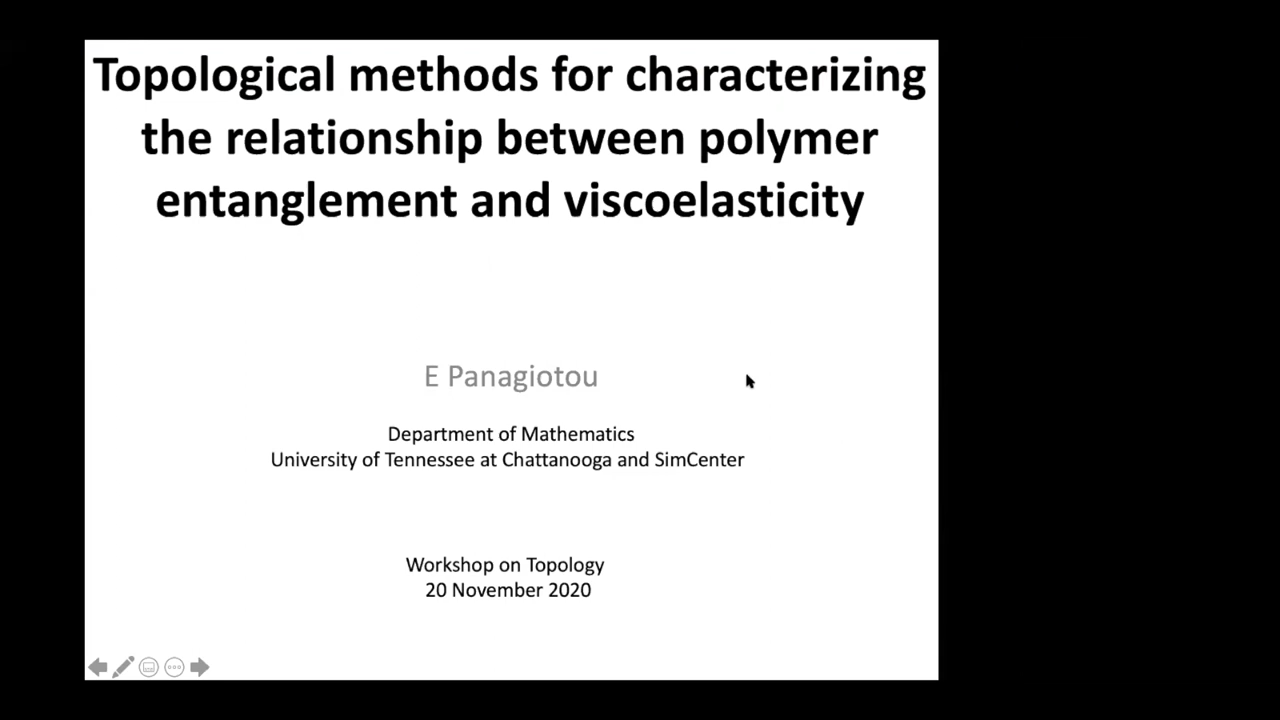 Topological methods for characterizing
the relationship between polymer
entanglement and viscoelasticity
E Panagiotou
Department of Mathematics
University of Tennessee at Chattanooga and SimCenter
Workshop on Topology
20 November 2020